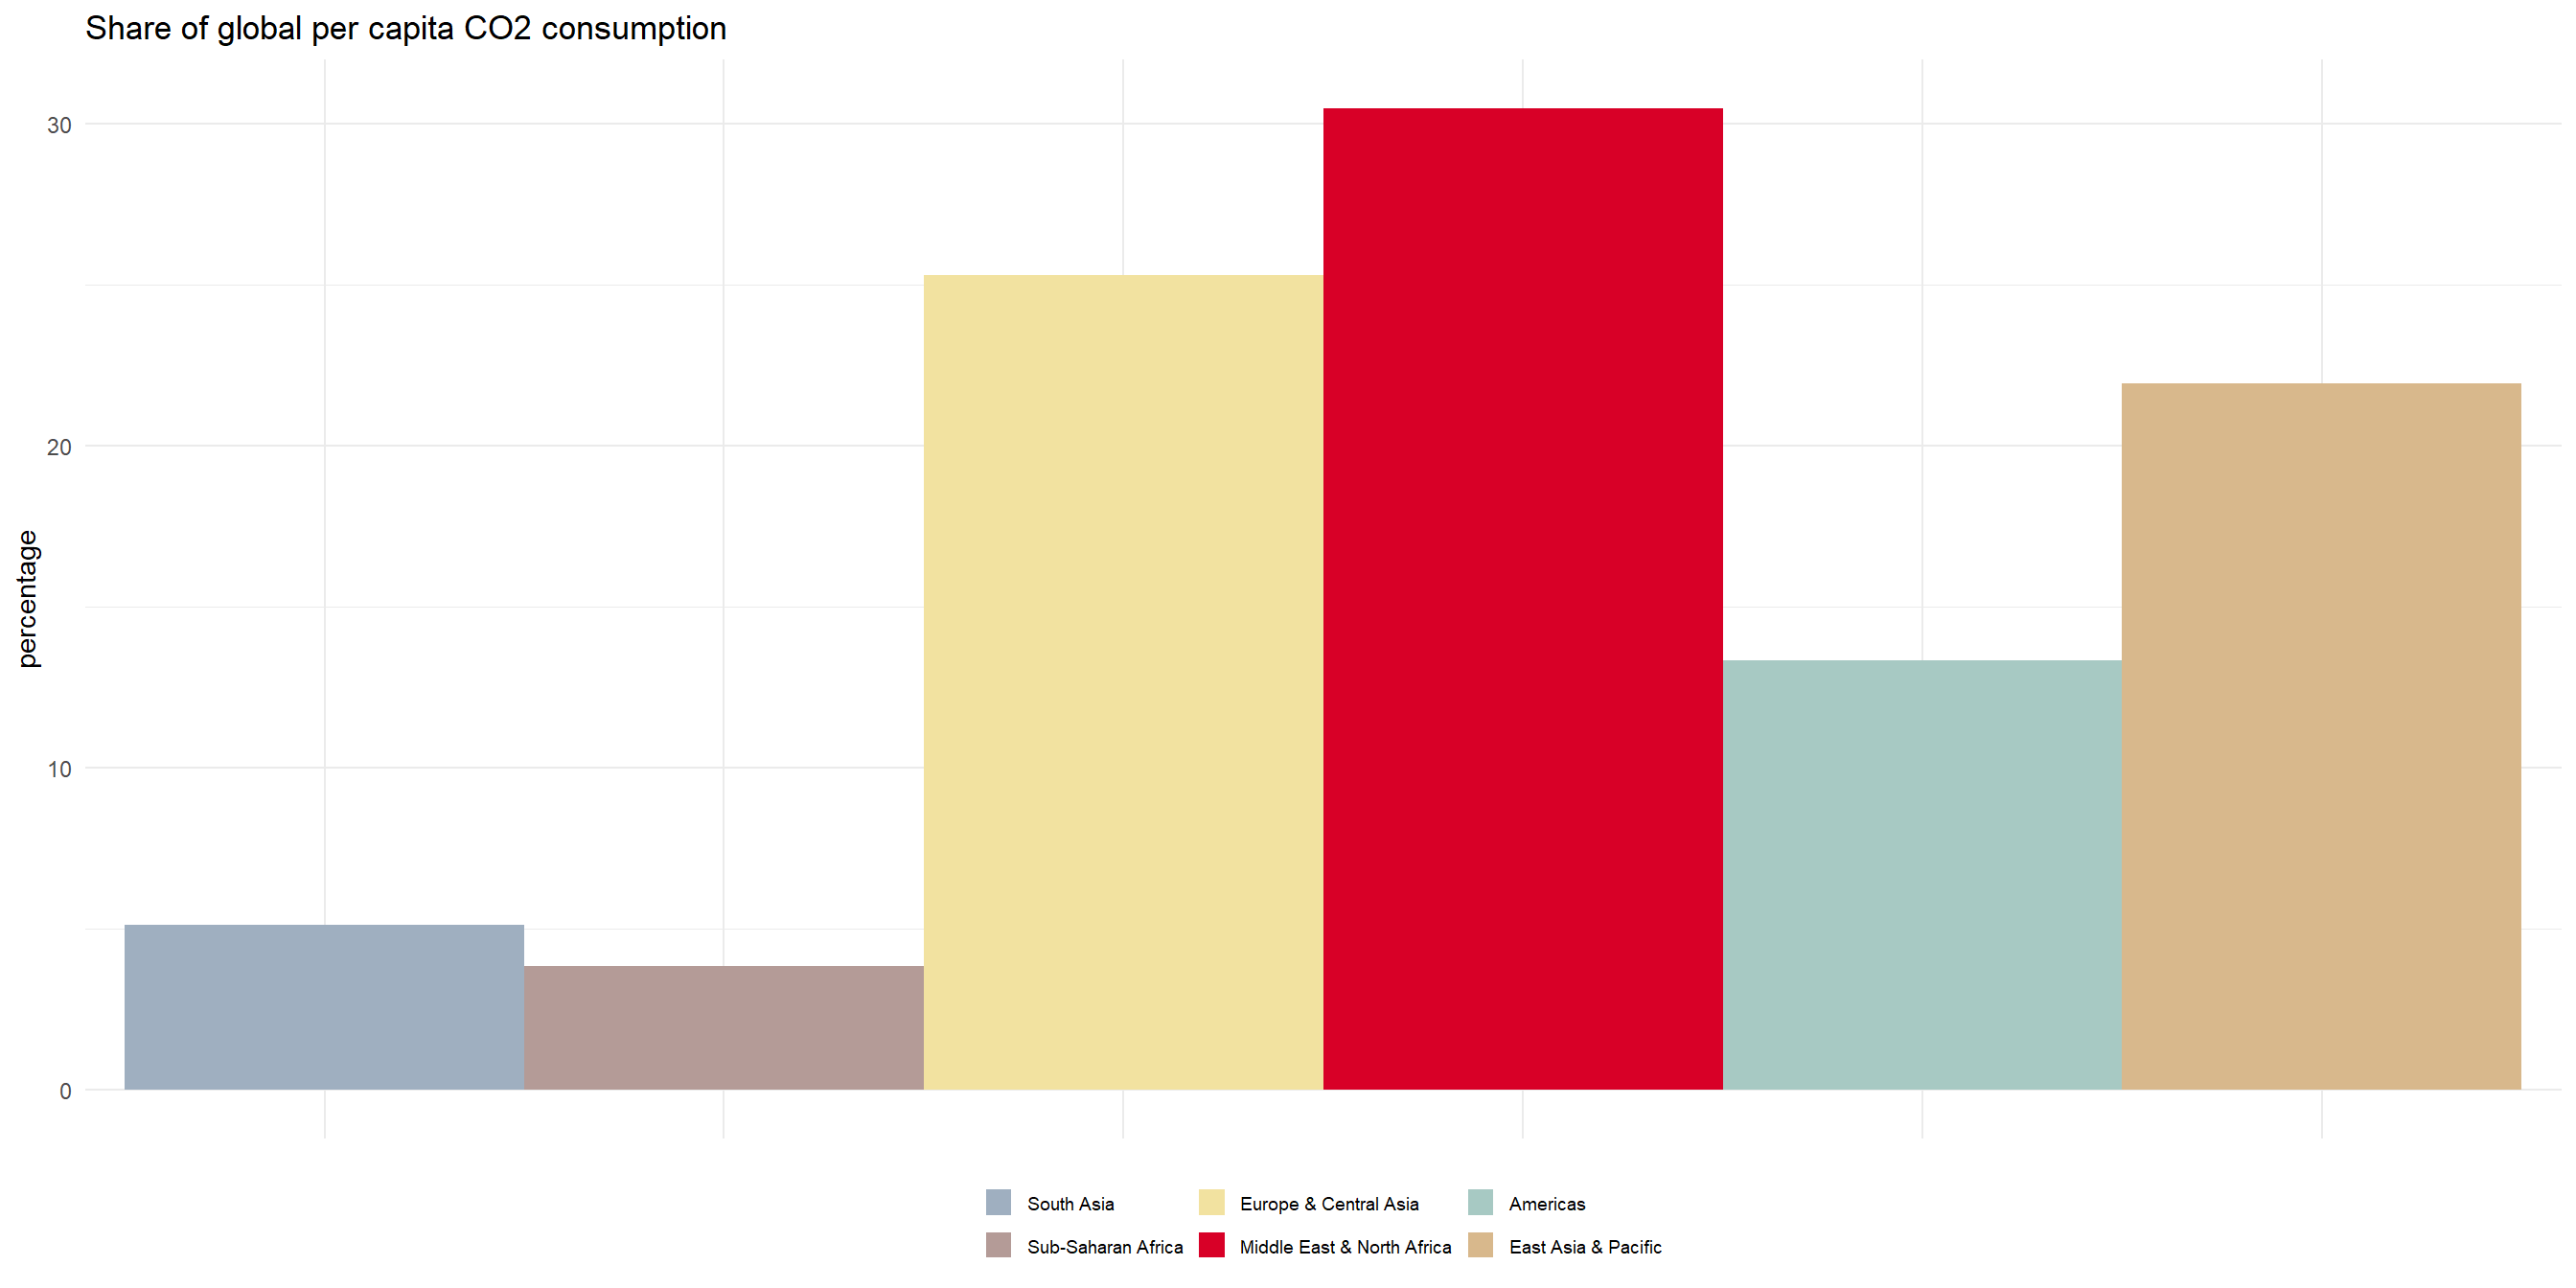 Share of global per capita CO2 consumption
30
20
10
0
percentage
South Asia
Europe & Central Asia
Americas
Sub-Saharan Africa
Middle East & North Africa
East Asia & Pacific